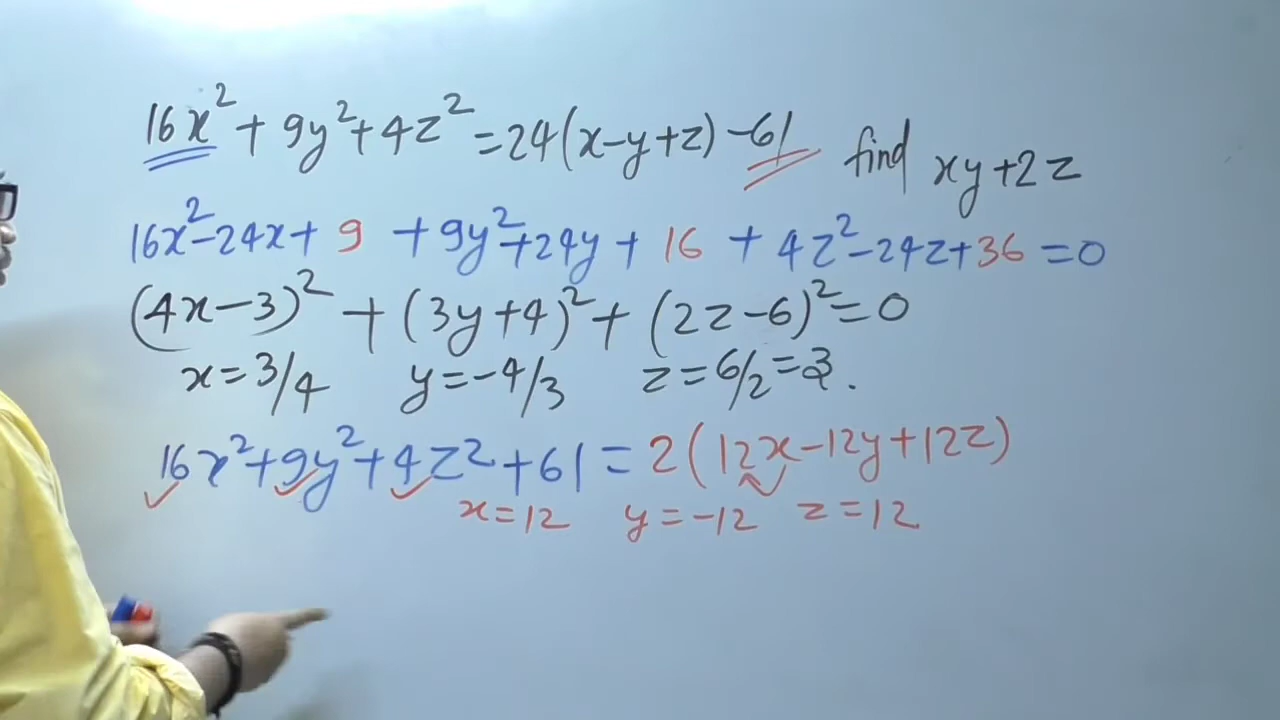 16x² + 9y² + 4z² = 24(x-y+z) - 61 find xy+2z
16x² - 24x + 9 + 9y² + 24y + 16 + 4z² - 24z + 36 = 0
(4x-3)² + (3y+4)² + (2z-6)² = 0
x = 3/4 y = -4/3 z = 6/2 = 3.
16x² + 9y² + 4z² + 61 = 2(12x - 12y + 12z)
x = 12 y = -12 z = 12